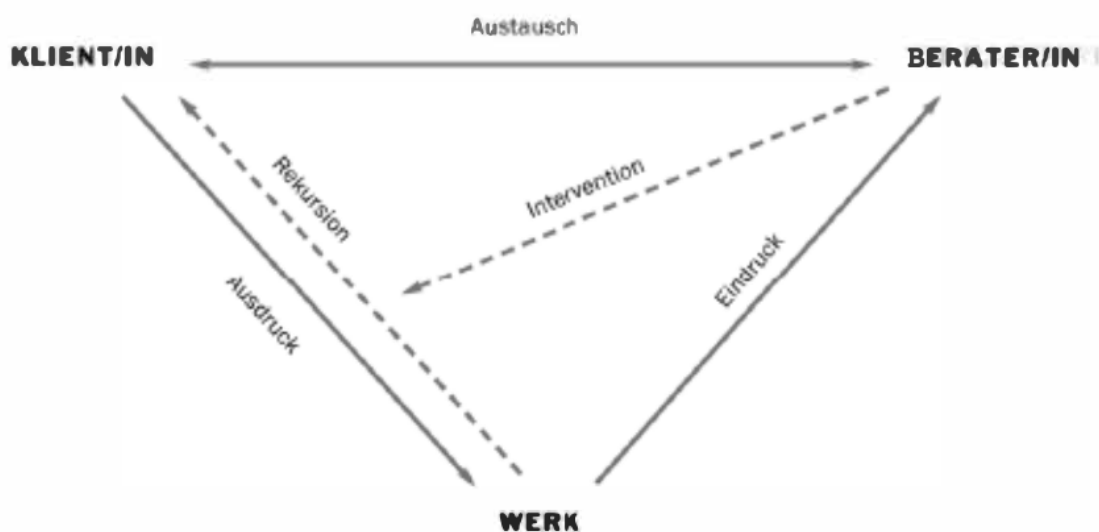 Austausch
KLIENT/IN
BERATER/IN
Rekursion
Intervention
Ausdruck
Eindruck
WERK